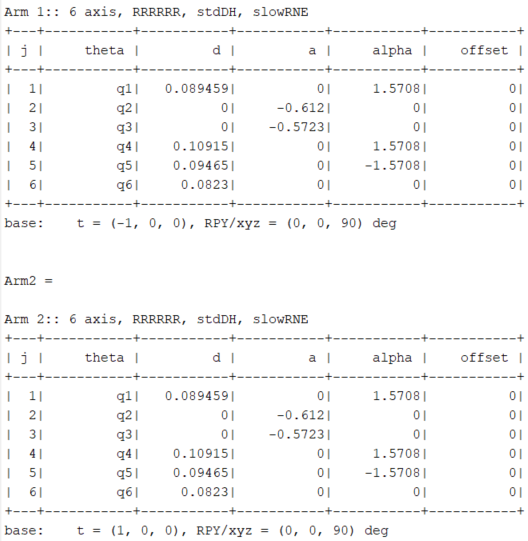 Arm 1:: 6 axis, RRRRRR, stdDH, slowRNE
+---+-----------+-----------+-----------+-----------+-----------+
| j |     theta |         d |         a |     alpha |    offset |
+---+-----------+-----------+-----------+-----------+-----------+
|  1|         q1|   0.089459|          0|     1.5708|          0|
|  2|         q2|          0|     -0.612|          0|          0|
|  3|         q3|          0|    -0.5723|          0|          0|
|  4|         q4|    0.10915|          0|     1.5708|          0|
|  5|         q5|    0.09465|          0|    -1.5708|          0|
|  6|         q6|     0.0823|          0|          0|          0|
+---+-----------+-----------+-----------+-----------+-----------+
base:    t = (-1, 0, 0), RPY/xyz = (0, 0, 90) deg
Arm2 =
Arm 2:: 6 axis, RRRRRR, stdDH, slowRNE
+---+-----------+-----------+-----------+-----------+-----------+
| j |     theta |         d |         a |     alpha |    offset |
+---+-----------+-----------+-----------+-----------+-----------+
|  1|         q1|   0.089459|          0|     1.5708|          0|
|  2|         q2|          0|     -0.612|          0|          0|
|  3|         q3|          0|    -0.5723|          0|          0|
|  4|         q4|    0.10915|          0|     1.5708|          0|
|  5|         q5|    0.09465|          0|    -1.5708|          0|
|  6|         q6|     0.0823|          0|          0|          0|
+---+-----------+-----------+-----------+-----------+-----------+
base:    t = (1, 0, 0), RPY/xyz = (0, 0, 90) deg